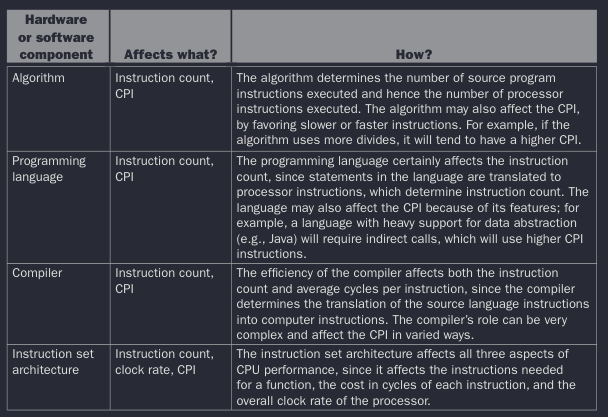 Hardware
or software
component
Affects what?
How?
Algorithm
Instruction count,
CPI
The algorithm determines the number of source program
instructions executed and hence the number of processor
instructions executed. The algorithm may also affect the CPI,
by favoring slower or faster instructions. For example, if the
algorithm uses more divides, it will tend to have a higher CPI.
Programming
language
Instruction count,
CPI
The programming language certainly affects the instruction
count, since statements in the language are translated to
processor instructions, which determine instruction count. The
language may also affect the CPI because of its features; for
example, a language with heavy support for data abstraction
(e.g., Java) will require indirect calls, which will use higher CPI
instructions.
Compiler
Instruction count,
CPI
The efficiency of the compiler affects both the instruction
count and average cycles per instruction, since the compiler
determines the translation of the source language instructions
into computer instructions. The compiler's role can be very
complex and affect the CPI in varied ways.
Instruction set
architecture
Instruction count,
clock rate, CPI
The instruction set architecture affects all three aspects of
CPU performance, since it affects the instructions needed
for a function, the cost in cycles of each instruction, and the
overall clock rate of the processor.